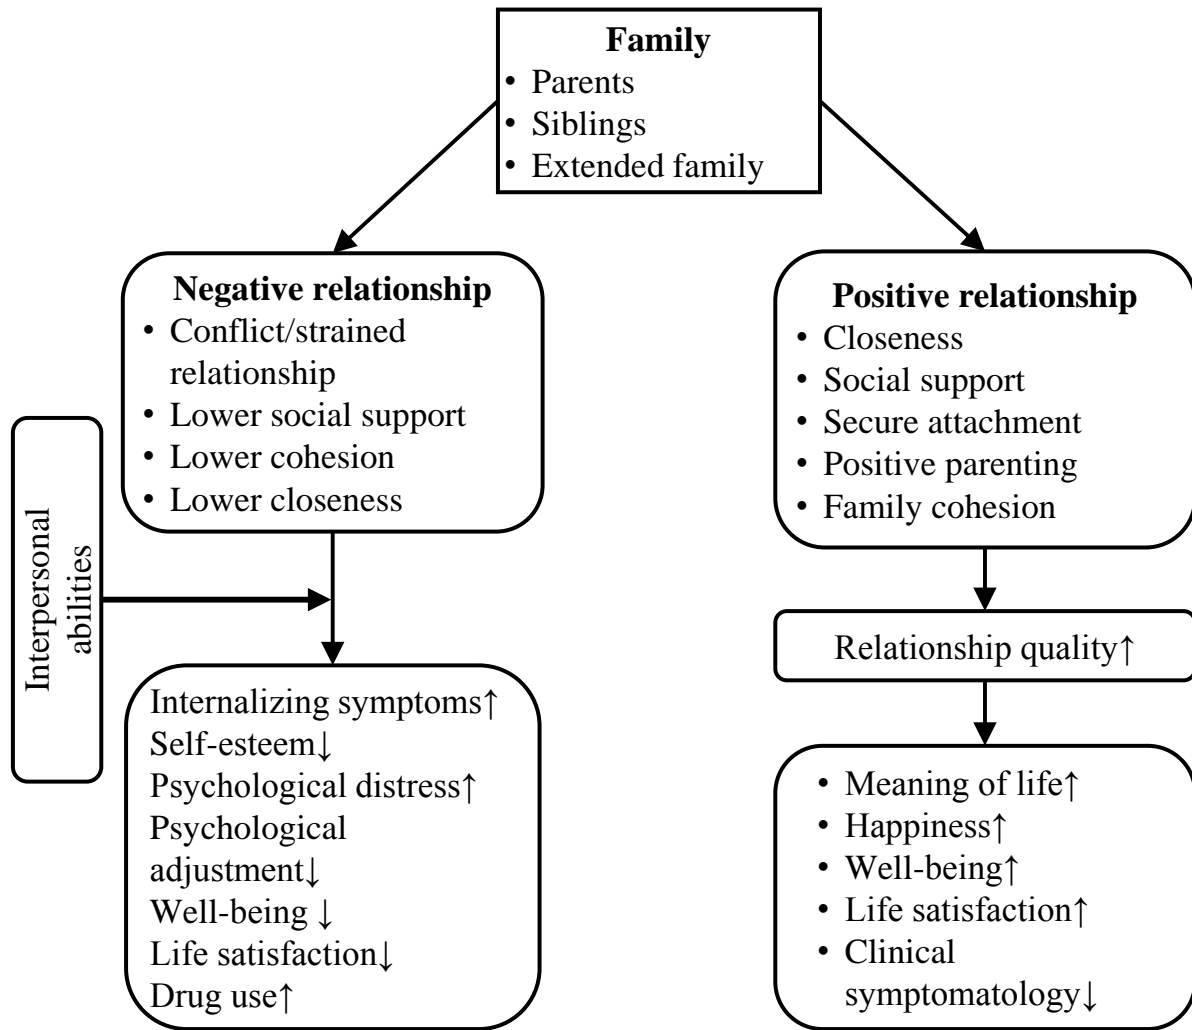 Family
• Parents
• Siblings
• Extended family
Negative relationship
• Conflict/strained
relationship
• Lower social support
• Lower cohesion
• Lower closeness
Positive relationship
• Closeness
• Social support
• Secure attachment
• Positive parenting
• Family cohesion
Interpersonal
abilities
Relationship quality↑
Internalizing symptoms↑
Self-esteem↓
Psychological distress↑
Psychological
adjustment↓
Well-being ↓
Life satisfaction↓
Drug use↑
• Meaning of life↑
• Happiness↑
• Well-being↑
• Life satisfaction↑
• Clinical
symptomatology↓